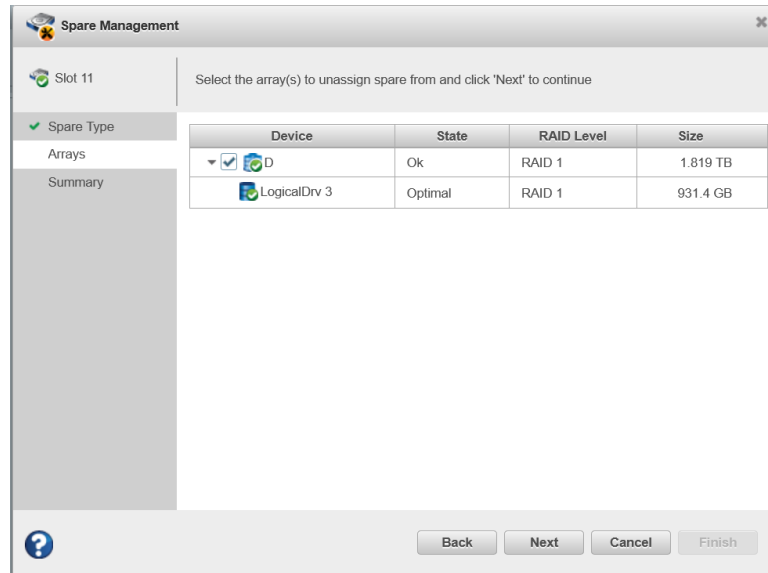 Spare Management
Slot 11
Select the array(s) to unassign spare from and click 'Next' to continue
Spare Type
Arrays
Summary
Device State RAID Level Size
D Ok RAID 1 1.819 TB
LogicalDrv 3 Optimal RAID 1 931.4 GB
? Back Next Cancel Finish